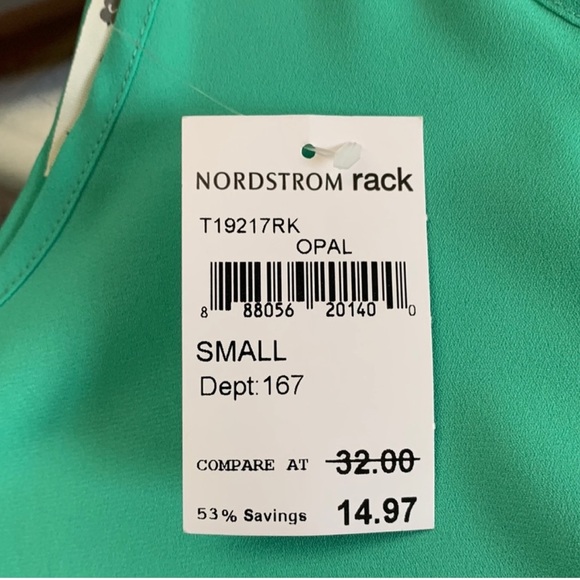 NORDSTROM rack
T19217RK
OPAL
8 88056 20140 0
SMALL
Dept:167
COMPARE AT 32.00
53% Savings 14.97